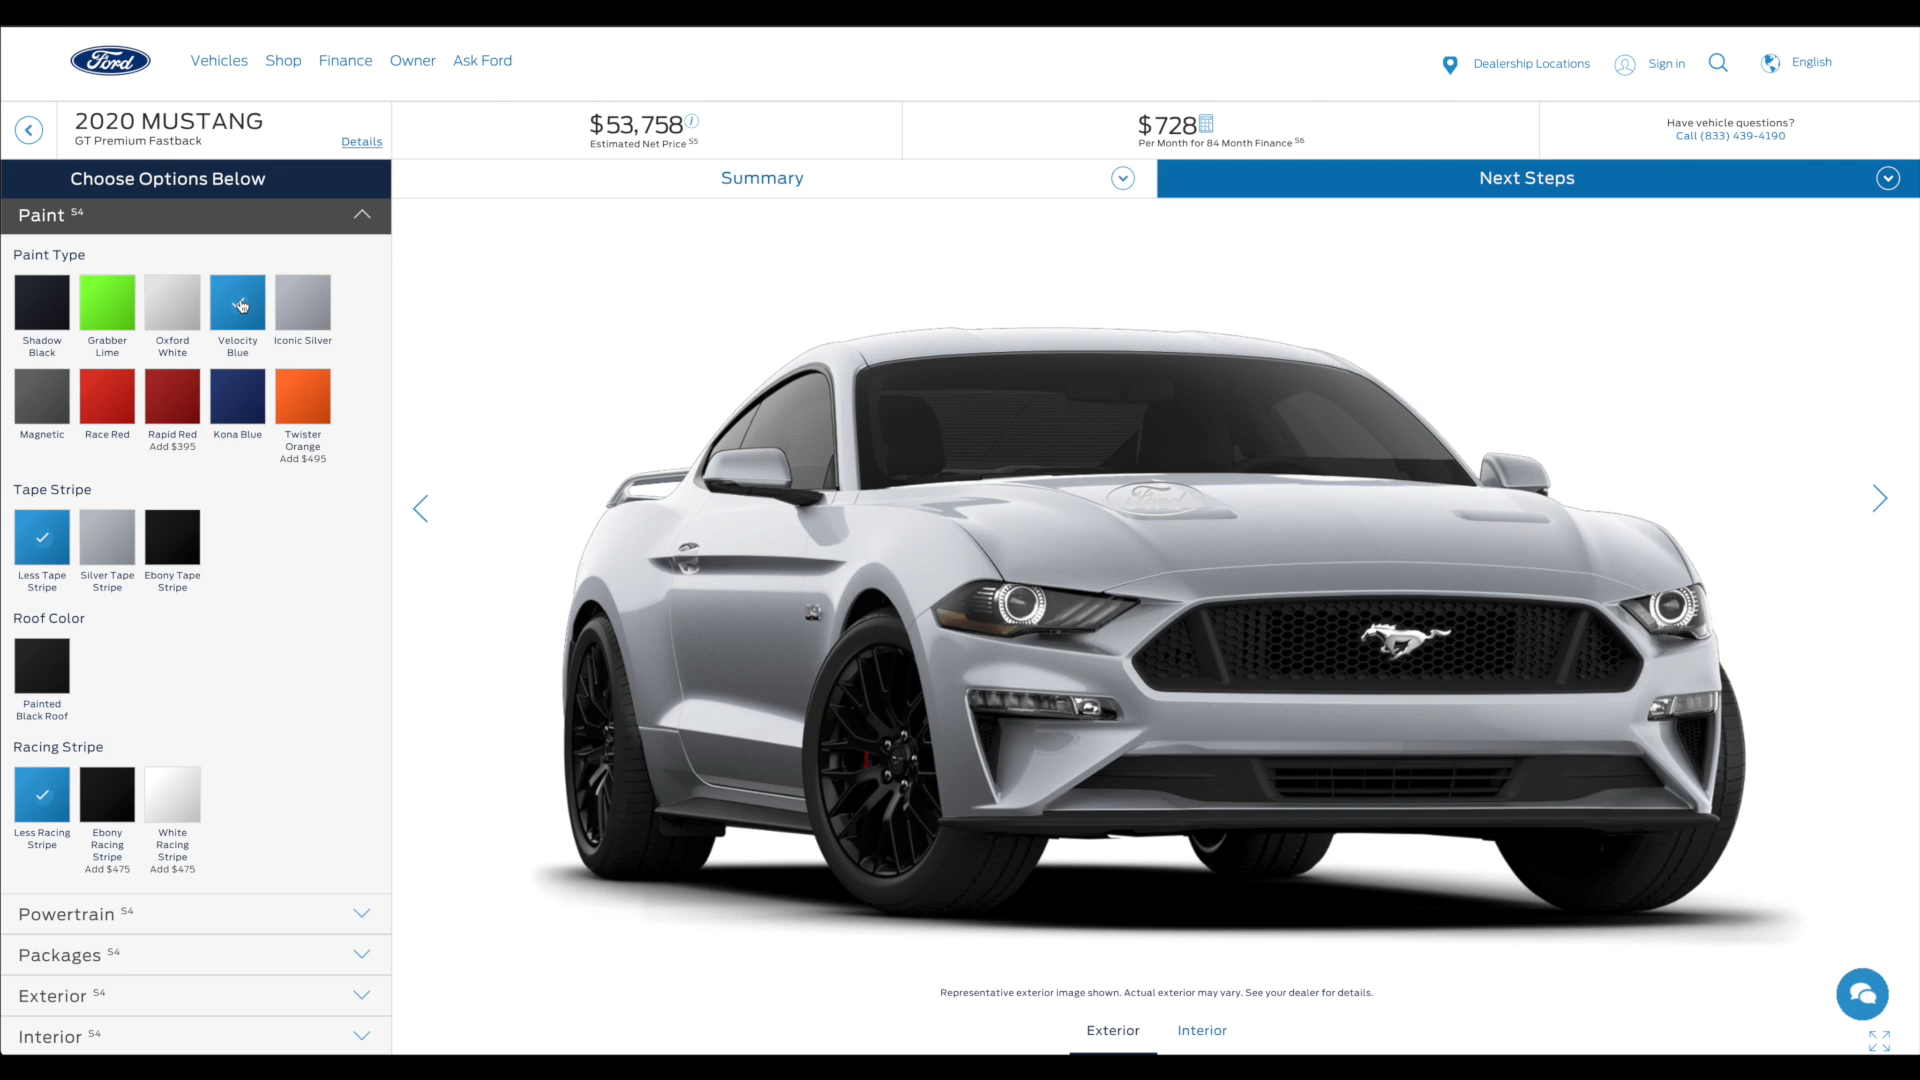 Ford
Vehicles Shop Finance Owner Ask Ford
Dealership Locations Sign in English
2020 MUSTANG
GT Premium Fastback
Details
$53,758
Estimated Net Price S5
$728
Per Month for 84 Month Finance S6
Have vehicle questions?
Call (833) 439-4190
Choose Options Below
Summary
Next Steps
Paint S4
Paint Type
Shadow Black
Grabber Lime
Oxford White
Velocity Blue
Iconic Silver
Magnetic
Race Red
Rapid Red
Add $395
Kona Blue
Twister Orange
Add $495
Tape Stripe
Less Tape Stripe
Silver Tape Stripe
Ebony Tape Stripe
Roof Color
Painted Black Roof
Racing Stripe
Less Racing Stripe
Ebony Racing Stripe
Add $475
White Racing Stripe
Add $475
Powertrain S4
Packages S4
Exterior S4
Interior S4
Ford
Representative exterior image shown. Actual exterior may vary. See your dealer for details.
Exterior Interior